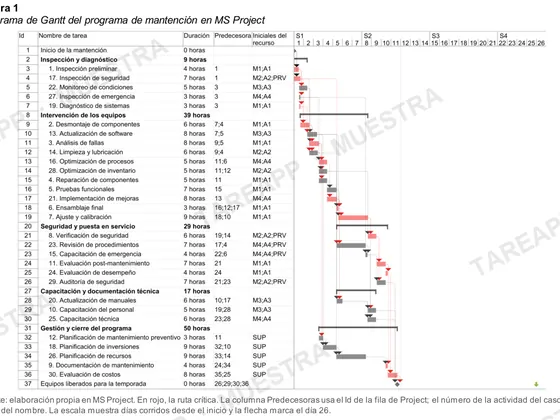 ra 1
rama de Gantt del programa de mantención en MS Project
Id Nombre de tarea Duración Predecesora Iniciales del recurso S1 S2 S3 S4
1 2 3 4 5 6 7 8 9 10 11 12 13 14 15 16 17 18 19 20 21 22 23 24 25 26
1 Inicio de la mantención 0 horas
2 Inspección y diagnóstico 9 horas
3 1. Inspección preliminar 4 horas 1 M1;A1
4 17. Inspección de seguridad 7 horas 1 M2;A2;PRV
5 22. Monitoreo de condiciones 5 horas 3 M3;A3
6 27. Inspección de emergencia 3 horas 3 M4;A4
7 19. Diagnóstico de sistemas 3 horas 3 M1;A1
8 Intervención de los equipos 39 horas
9 2. Desmontaje de componentes 6 horas 7;4 M1;A1
10 13. Actualización de software 8 horas 7;5 M3;A3
11 3. Análisis de fallas 8 horas 9;5 M1;A1
12 14. Limpieza y lubricación 6 horas 9;4 M2;A2
13 16. Optimización de procesos 5 horas 11;6 M4;A4
14 28. Optimización de inventario 5 horas 11;12 M2;A2
15 4. Reparación de componentes 5 horas 11 M1;A1
16 5. Pruebas funcionales 7 horas 15 M1;A1
17 21. Implementación de mejoras 8 horas 13 M4;A4
18 6. Ensamblaje final 3 horas 16;12;17 M1;A1
19 7. Ajuste y calibración 9 horas 18;10 M1;A1
20 Seguridad y puesta en servicio 29 horas
21 8. Verificación de seguridad 6 horas 19;14 M2;A2;PRV
22 23. Revisión de procedimientos 7 horas 17;4 M4;A4;PRV
23 15. Capacitación de emergencia 4 horas 22;6 M4;A4;PRV
24 11. Evaluación post-mantenimiento 7 horas 21 M1;A1
25 24. Evaluación de desempeño 4 horas 24 M1;A1
26 29. Auditoría de seguridad 7 horas 21;23 M2;A2;PRV
27 Capacitación y documentación técnica 17 horas
28 20. Actualización de manuales 6 horas 10;17 M3;A3
29 10. Capacitación del personal 5 horas 19;28 M3;A3
30 25. Capacitación técnica 6 horas 23;28 M4;A4
31 Gestión y cierre del programa 50 horas
32 12. Planificación de mantenimiento preventivo 3 horas 11 SUP
33 18. Planificación de inversiones 9 horas 32;10 SUP
34 26. Planificación de recursos 9 horas 33;14 SUP
35 9. Documentación de mantenimiento 4 horas 24;34 SUP
36 30. Evaluación de costos 8 horas 35;25 SUP
37 Equipos liberados para la temporada 0 horas 26;29;30;36
te: elaboración propia en MS Project. En rojo, la ruta crítica. La columna Predecesoras usa el Id de la fila de Project; el número de la actividad del ca
del nombre. La escala muestra días corridos desde el inicio y la flecha marca el día 26.